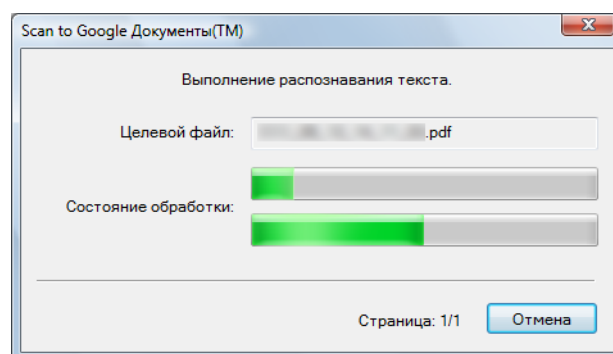 Scan to Google Документы(TM)
Выполнение распознавания текста.
Целевой файл: .pdf
Состояние обработки:
Страница: 1/1 Отмена